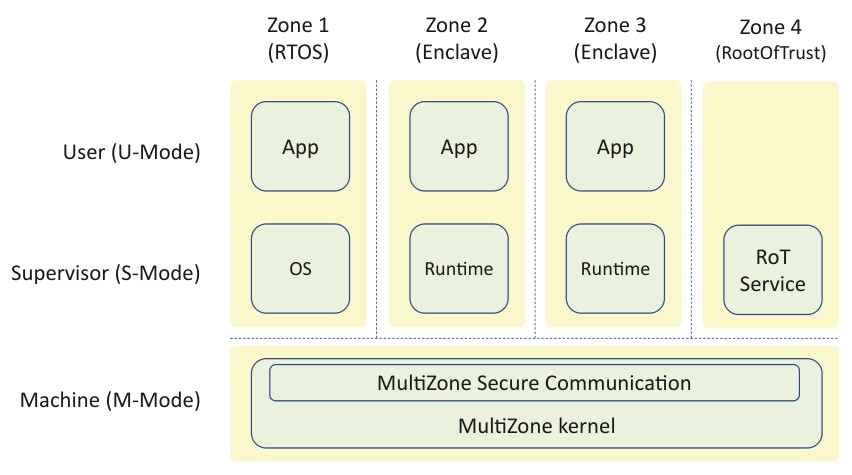 Zone 1
(RTOS)
Zone 2
(Enclave)
Zone 3
(Enclave)
Zone 4
(RootOfTrust)
User (U-Mode)
App
App
App
Supervisor (S-Mode)
OS
Runtime
Runtime
RoT
Service
Machine (M-Mode)
MultiZone Secure Communication
MultiZone kernel